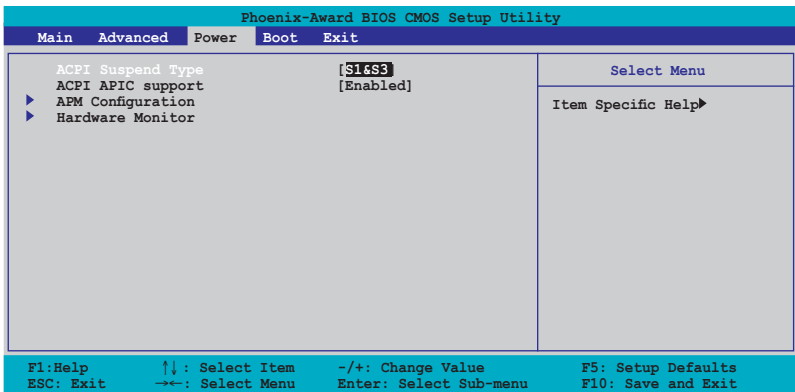 Phoenix-Award BIOS CMOS Setup Utility
Main Advanced Power Boot Exit
ACPI Suspend Type [S1&S3]
ACPI APIC support [Enabled]
APM Configuration
Hardware Monitor
Select Menu
Item Specific Help
F1:Help ↑↓ : Select Item -/+: Change Value F5: Setup Defaults
ESC: Exit →←: Select Menu Enter: Select Sub-menu F10: Save and Exit